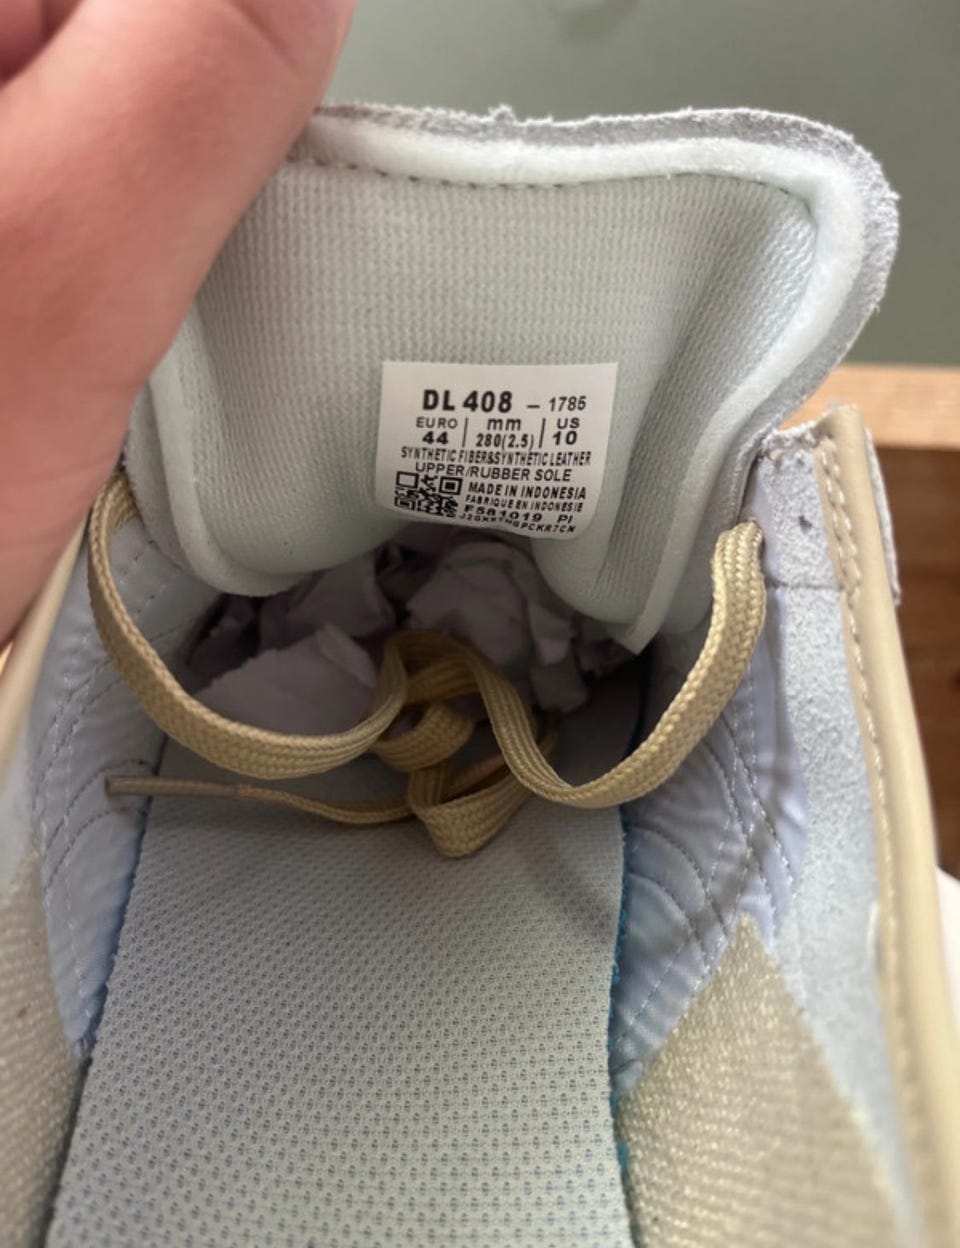 DL 408 – 1785
EURO | mm | US
44 | 280(2.5) | 10
SYNTHETIC FIBER&SYNTHETIC LEATHER
UPPER/RUBBER SOLE
MADE IN INDONESIA
FABRIQUE EN INDONESIE
F581019 PI